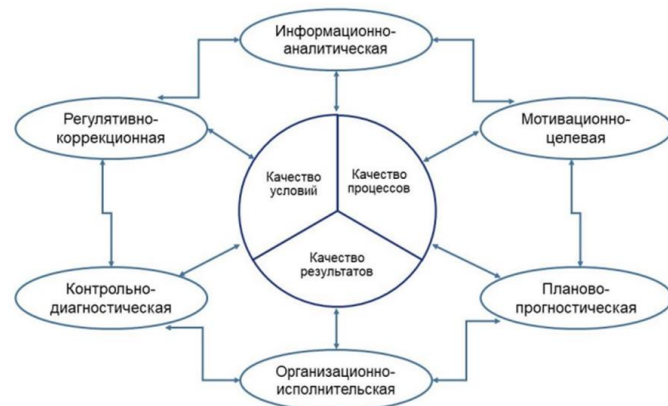 Информационно-
аналитическая
Регулятивно-
коррекционная
Мотивационно-
целевая
Качество
условий
Качество
процессов
Качество
результатов
Контрольно-
диагностическая
Планово-
прогностическая
Организационно-
исполнительская